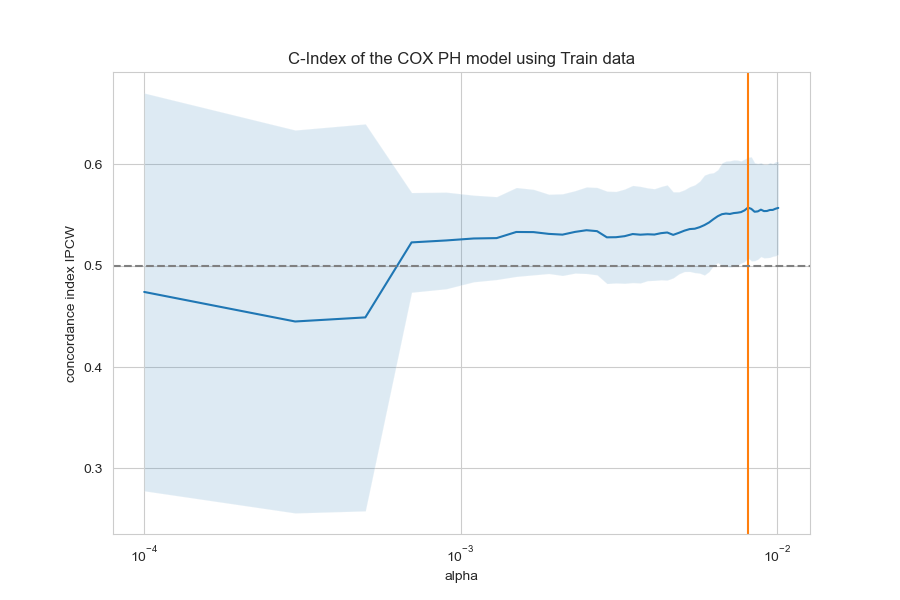 C-Index of the COX PH model using Train data
concordance index IPCW
0.6
0.5
0.4
0.3
10⁻⁴
10⁻³
10⁻²
alpha